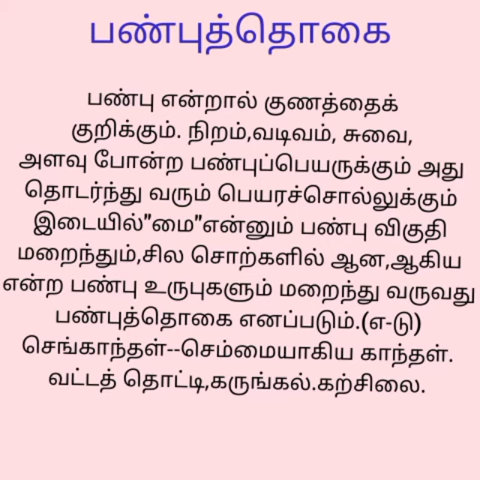 பண்புத்தொகை
பண்பு என்றால் குணத்தைக்
குறிக்கும். நிறம்,வடிவம், சுவை,
அளவு போன்ற பண்புப்பெயருக்கும் அது
தொடர்ந்து வரும் பெயரச்சொல்லுக்கும்
இடையில்"மை"என்னும் பண்பு விகுதி
மறைந்தும்,சில சொற்களில் ஆன,ஆகிய
என்ற பண்பு உருபுகளும் மறைந்து வருவது
பண்புத்தொகை எனப்படும்.(எ-டு)
செங்காந்தள்--செம்மையாகிய காந்தள்.
வட்டத் தொட்டி,கருங்கல்.கற்சிலை.